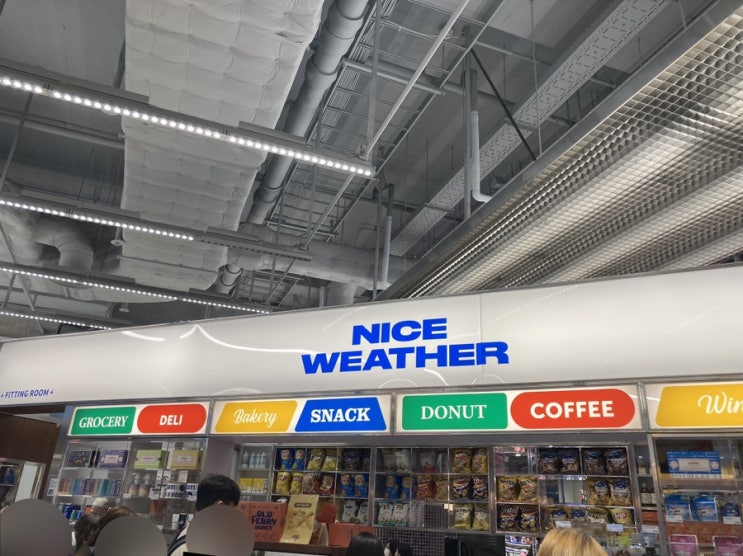 NICE
WEATHER
+ FITTING ROOM +
GROCERY
DELI
Bakery
SNACK
DONUT
COFFEE
OLD
FERRY
DONUT